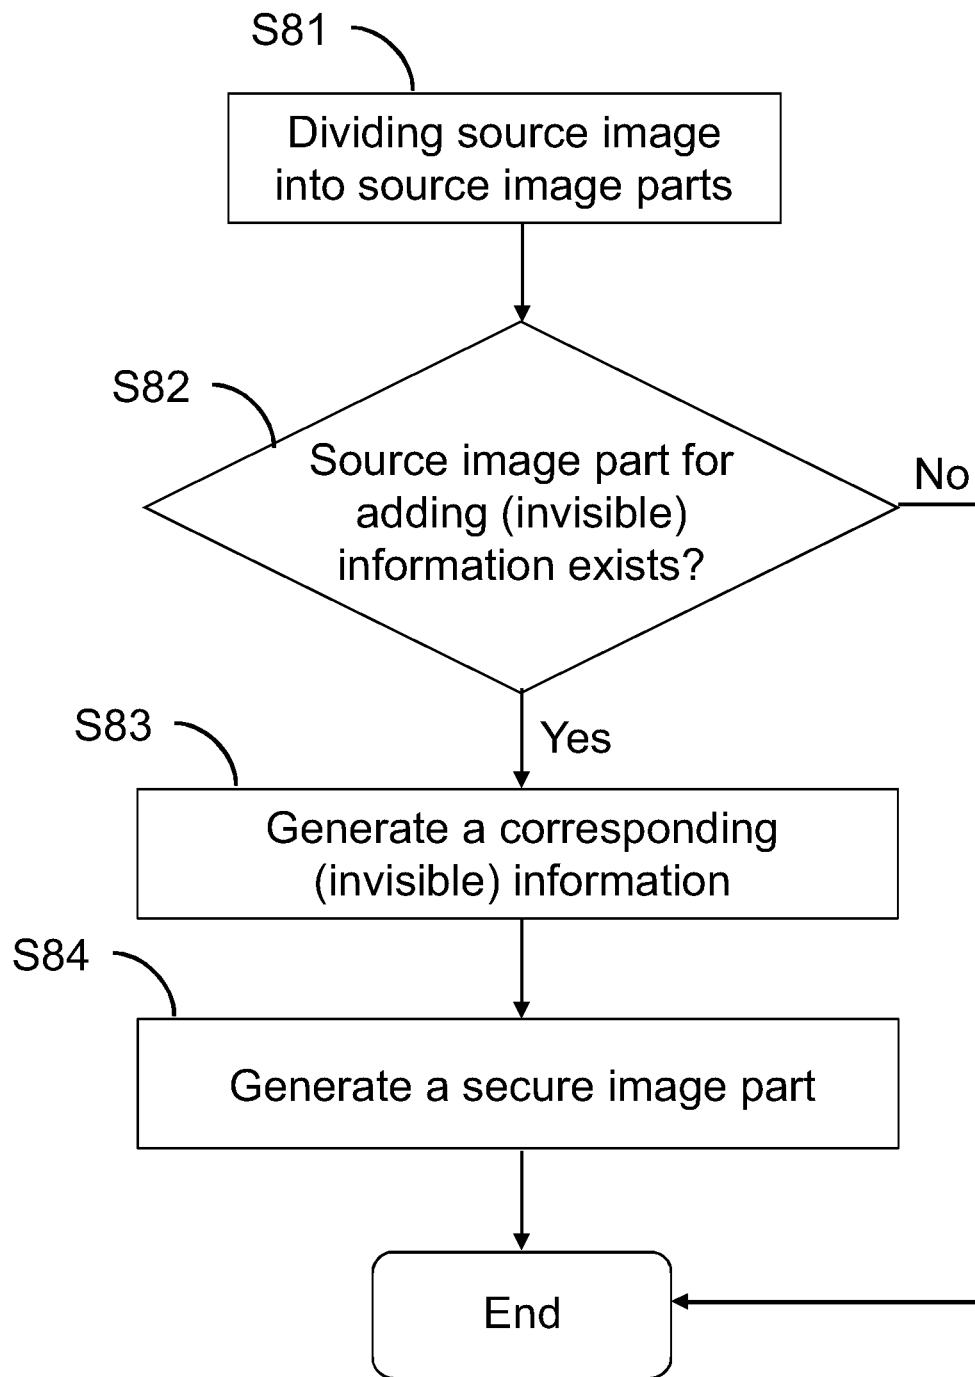 S81
Dividing source image
into source image parts
S82
Source image part for
adding (invisible)
information exists?
No
Yes
S83
Generate a corresponding
(invisible) information
S84
Generate a secure image part
End